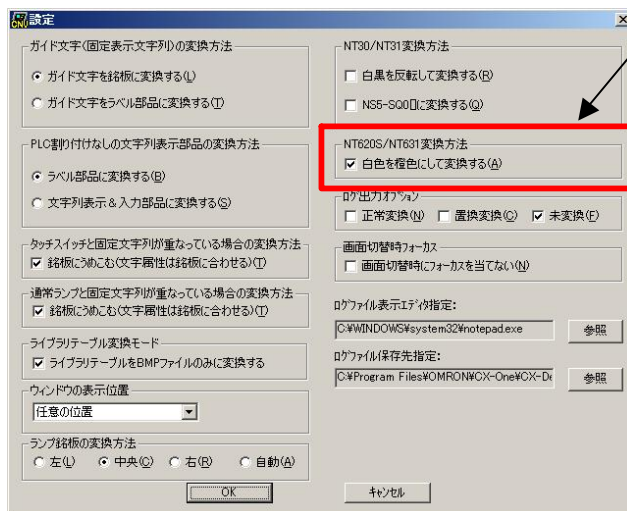 CNV 設定
ガイド文字(固定表示文字列)の変換方法
ガイド文字を銘板に変換する(L)
ガイド文字をラベル部品に変換する(T)
PLC割り付けなしの文字列表示部品の変換方法
ラベル部品に変換する(B)
文字列表示&入力部品に変換する(S)
タッチスイッチと固定文字列が重なっている場合の変換方法
銘板にうめこむ(文字属性は銘板に合わせる)(T)
通常ランプと固定文字列が重なっている場合の変換方法
銘板にうめこむ(文字属性は銘板に合わせる)(T)
ライブラリテーブル変換モード
ライブラリテーブルをBMPファイルのみに変換する
ウィンドウの表示位置
任意の位置
ランプ銘板の変換方法
左(L) 中央(C) 右(R) 自動(A)
NT30/NT31変換方法
白黒を反転して変換する(R)
NS5-SQ0□に変換する(Q)
NT620S/NT631変換方法
白色を橙色にして変換する(A)
ログ出力オプション
正常変換(N) 置換変換(C) 未変換(F)
画面切替時フォーカス
画面切替時にフォーカスを当てない(N)
ログファイル表示エディタ指定:
C:¥WINDOWS¥system32¥notepad.exe 参照
ログファイル保存先指定:
C:¥Program Files¥OMRON¥CX-One¥CX-De 参照
OK キャンセル